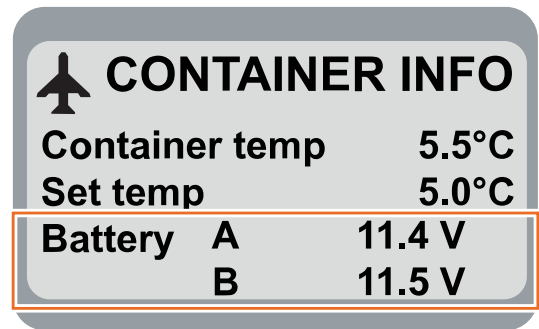 CONTAINER INFO
Container temp 5.5°C
Set temp 5.0°C
Battery A 11.4 V
B 11.5 V